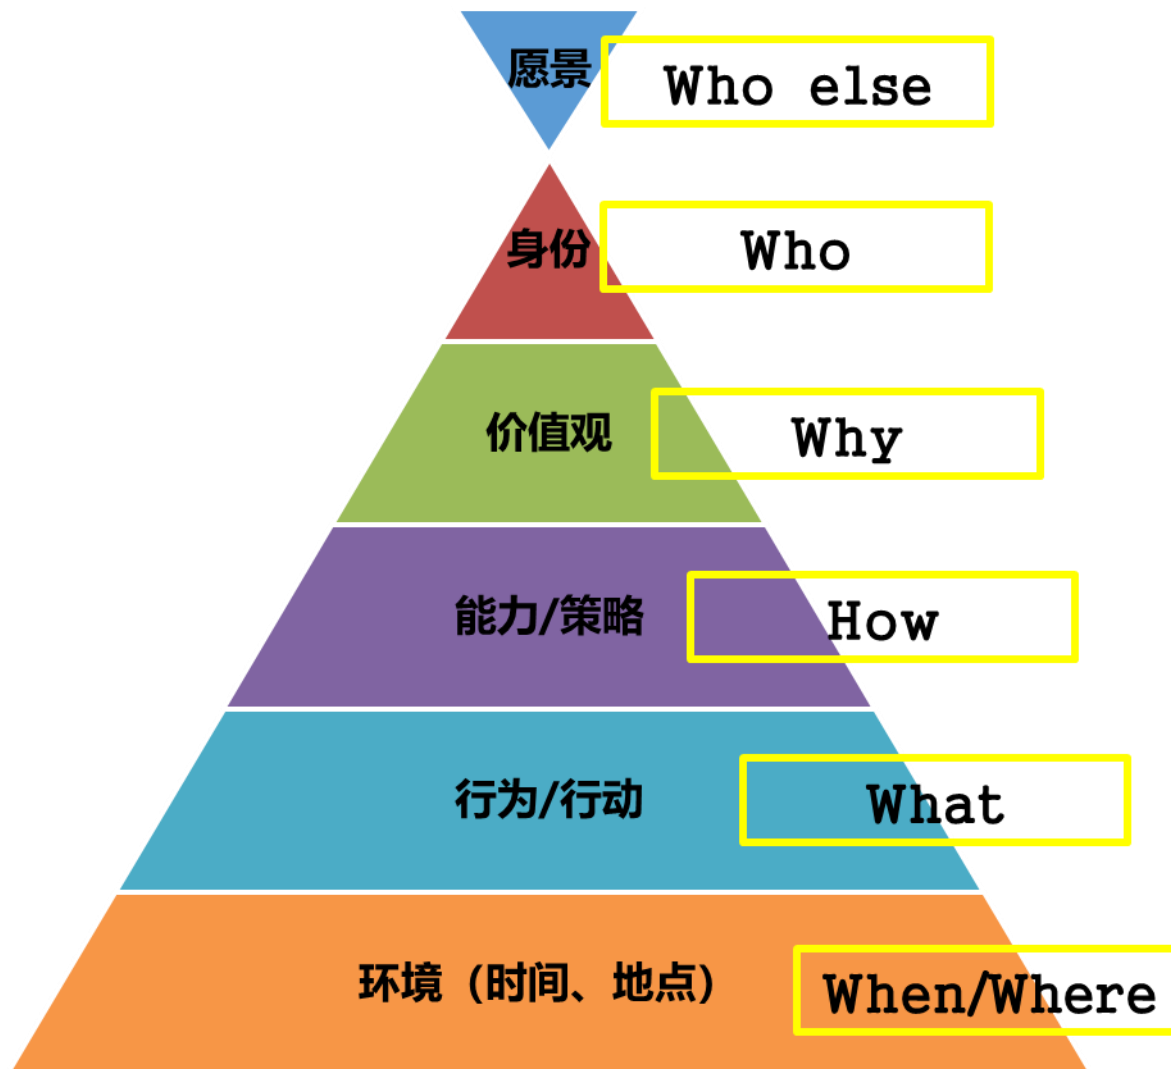 愿景
Who else
身份
Who
价值观
Why
能力/策略
How
行为/行动
What
环境（时间、地点）
When/Where